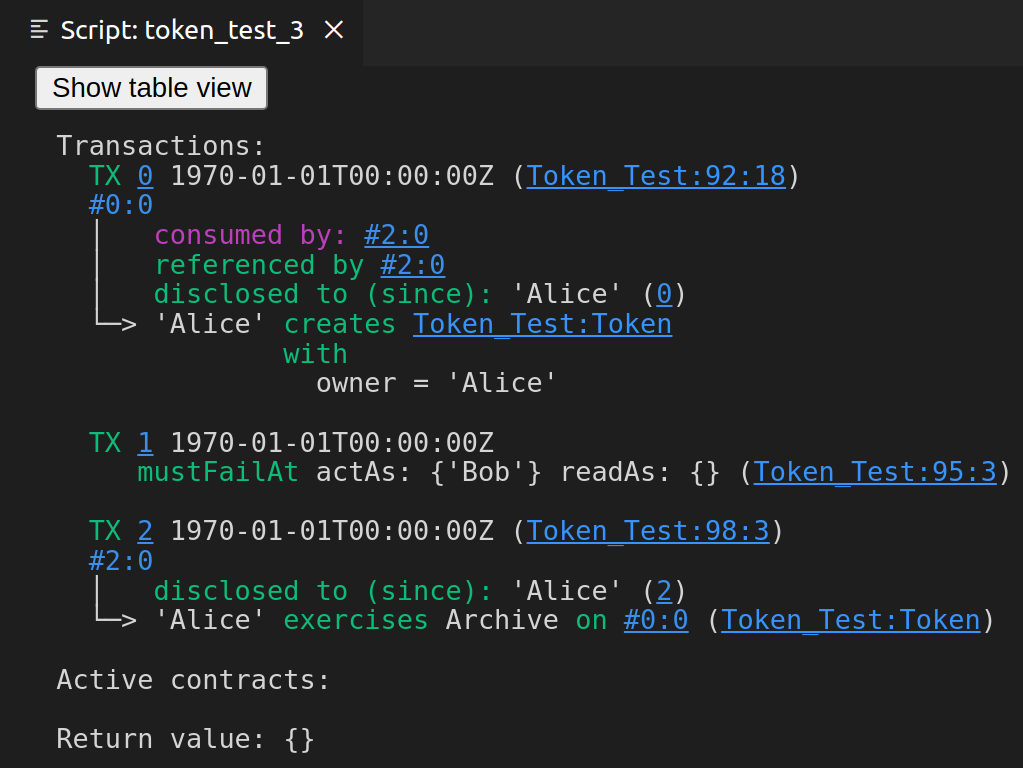 Script: token_test_3
Show table view
Transactions:
TX 0 1970-01-01T00:00:00Z (Token_Test:92:18)
#0:0
│   consumed by: #2:0
│   referenced by #2:0
│   disclosed to (since): 'Alice' (0)
└─> 'Alice' creates Token_Test:Token
with
owner = 'Alice'
TX 1 1970-01-01T00:00:00Z
mustFailAt actAs: {'Bob'} readAs: {} (Token_Test:95:3)
TX 2 1970-01-01T00:00:00Z (Token_Test:98:3)
#2:0
│   disclosed to (since): 'Alice' (2)
└─> 'Alice' exercises Archive on #0:0 (Token_Test:Token)
Active contracts:
Return value: {}